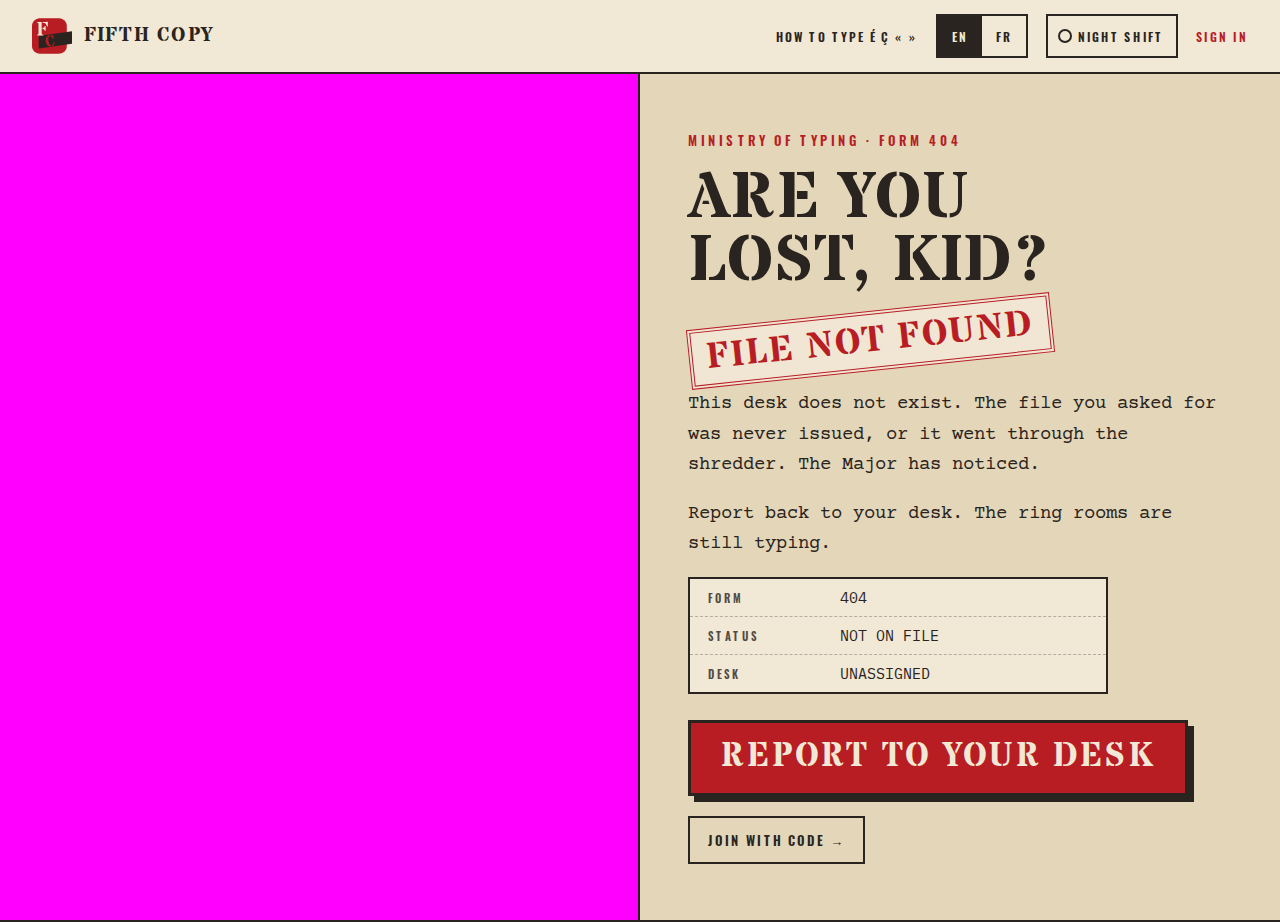 FC
FIFTH COPY
HOW TO TYPE É Ç « »
EN
FR
NIGHT SHIFT
SIGN IN
MINISTRY OF TYPING · FORM 404
ARE YOU
LOST, KID?
FILE NOT FOUND
This desk does not exist. The file you asked for
was never issued, or it went through the
shredder. The Major has noticed.
Report back to your desk. The ring rooms are
still typing.
FORM 404
STATUS NOT ON FILE
DESK UNASSIGNED
REPORT TO YOUR DESK
JOIN WITH CODE →